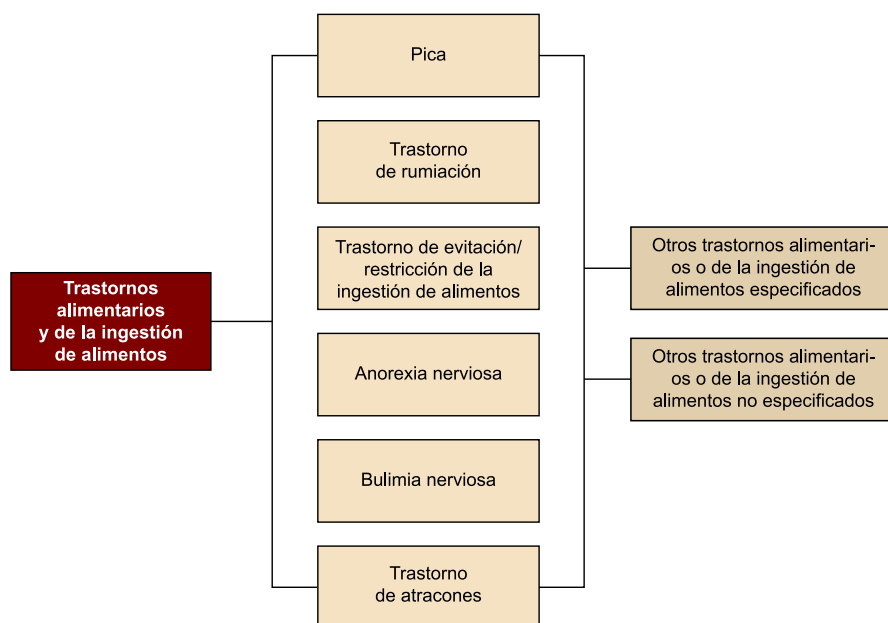 Pica
Trastorno
de rumiación
Trastorno de evitación/
restricción de la
ingestión de alimentos
Anorexia nerviosa
Bulimia nerviosa
Trastorno
de atracones
Trastornos
alimentarios
y de la ingestión
de alimentos
Otros trastornos alimentari-
os o de la ingestión de
alimentos especificados
Otros trastornos alimentari-
os o de la ingestión de
alimentos no especificados